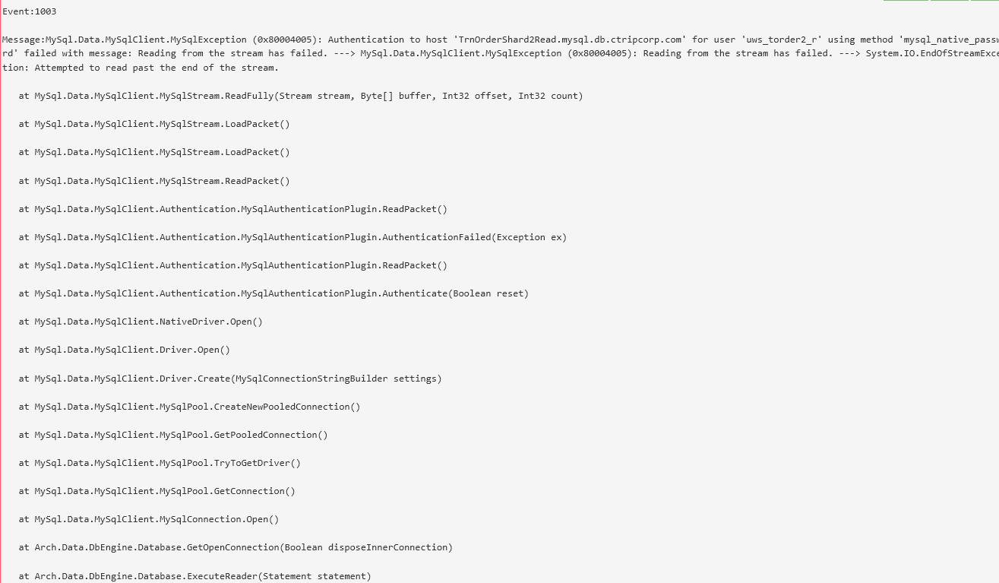 Event:1003
Message:MySql.Data.MySqlClient.MySqlException (0x80004005): Authentication to host 'TrnOrderShard2Read.mysql.db.ctripcorp.com' for user 'uws_torder2_r' using method 'mysql_native_passw
rd' failed with message: Reading from the stream has failed. ---> MySql.Data.MySqlClient.MySqlException (0x80004005): Reading from the stream has failed. ---> System.IO.EndOfStreamExce
tion: Attempted to read past the end of the stream.
at MySql.Data.MySqlClient.MySqlStream.ReadFully(Stream stream, Byte[] buffer, Int32 offset, Int32 count)
at MySql.Data.MySqlClient.MySqlStream.LoadPacket()
at MySql.Data.MySqlClient.MySqlStream.LoadPacket()
at MySql.Data.MySqlClient.MySqlStream.ReadPacket()
at MySql.Data.MySqlClient.Authentication.MySqlAuthenticationPlugin.ReadPacket()
at MySql.Data.MySqlClient.Authentication.MySqlAuthenticationPlugin.AuthenticationFailed(Exception ex)
at MySql.Data.MySqlClient.Authentication.MySqlAuthenticationPlugin.ReadPacket()
at MySql.Data.MySqlClient.Authentication.MySqlAuthenticationPlugin.Authenticate(Boolean reset)
at MySql.Data.MySqlClient.NativeDriver.Open()
at MySql.Data.MySqlClient.Driver.Open()
at MySql.Data.MySqlClient.Driver.Create(MySqlConnectionStringBuilder settings)
at MySql.Data.MySqlClient.MySqlPool.CreateNewPooledConnection()
at MySql.Data.MySqlClient.MySqlPool.GetPooledConnection()
at MySql.Data.MySqlClient.MySqlPool.TryToGetDriver()
at MySql.Data.MySqlClient.MySqlPool.GetConnection()
at MySql.Data.MySqlClient.MySqlConnection.Open()
at Arch.Data.DbEngine.Database.GetOpenConnection(Boolean disposeInnerConnection)
at Arch.Data.DbEngine.Database.ExecuteReader(Statement statement)